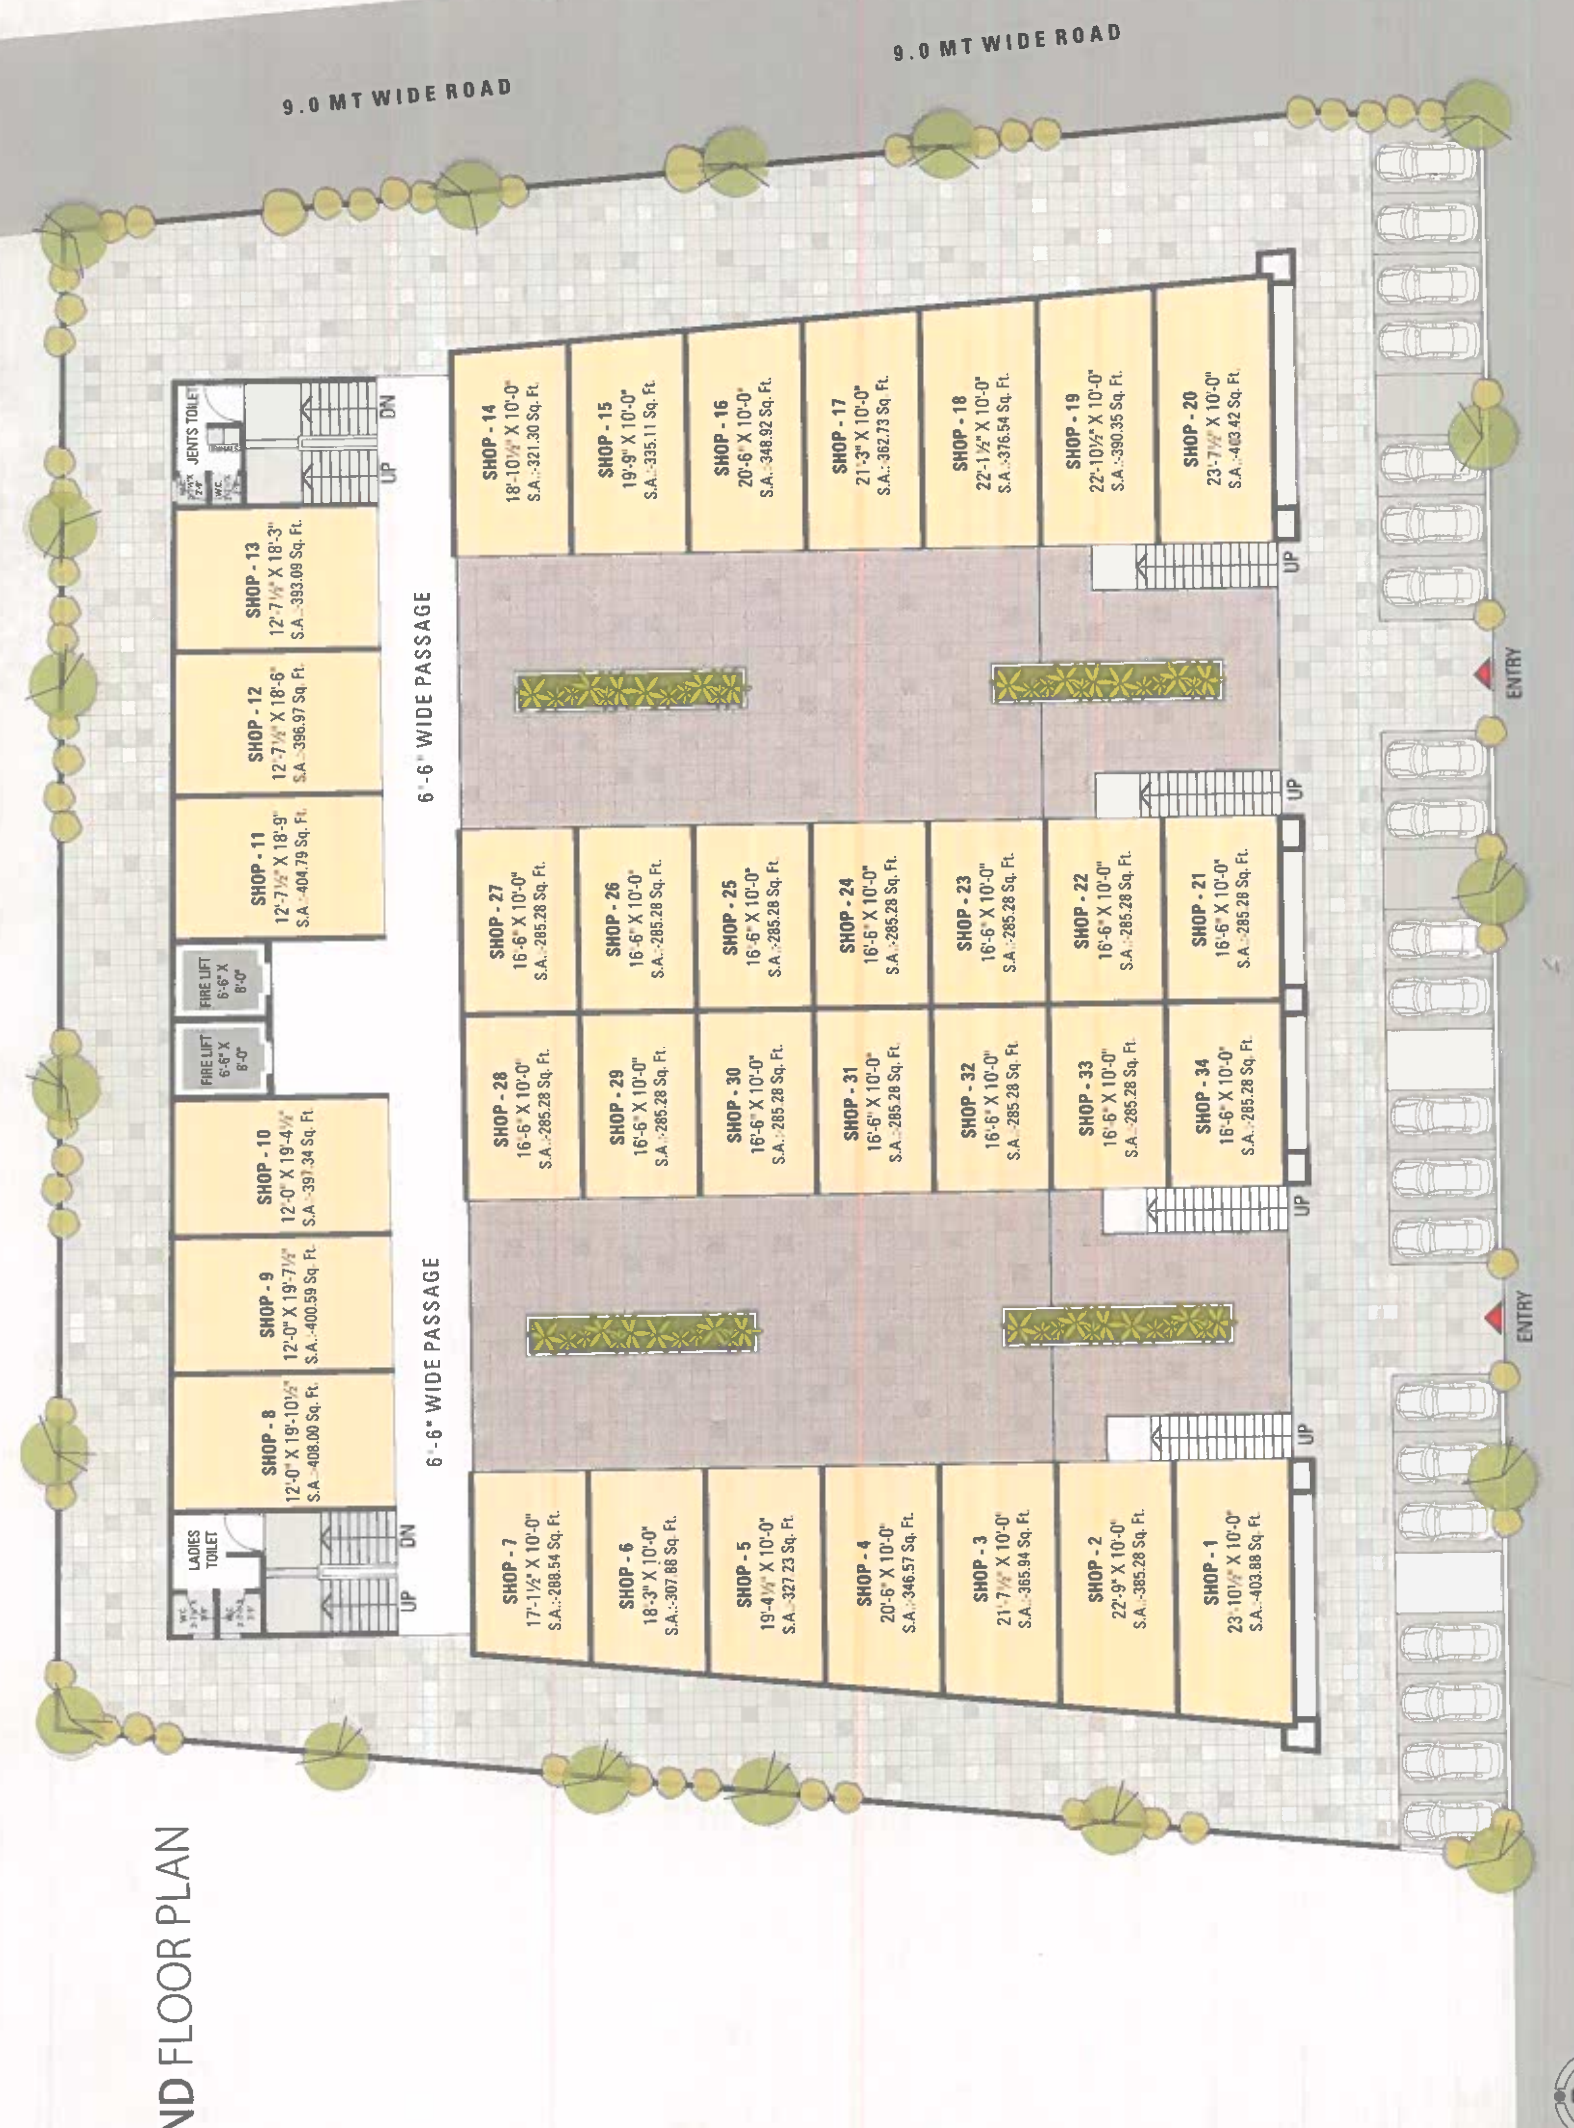 ND FLOOR PLAN
9.0 MT WIDE ROAD
9.0 MT WIDE ROAD
LADIES
TOILET
UP
DN
SHOP - 8
12'-0" X 19'-10½"
S.A.:-408.00 Sq. Ft.
SHOP - 9
12'-0" X 19'-7½"
S.A.:-400.59 Sq. Ft.
SHOP - 10
12'-0" X 19'-4½"
S.A.:-397.34 Sq. Ft.
FIRE LIFT
6'-6" X
8'-0"
FIRE LIFT
6'-6" X
8'-0"
SHOP - 11
12'-7½" X 18'-9"
S.A.:-404.79 Sq. Ft.
SHOP - 12
12'-7½" X 18'-6"
S.A.:-396.97 Sq. Ft.
SHOP - 13
12'-7½" X 18'-3"
S.A.:-393.09 Sq. Ft.
JENTS TOILET
W.C.
UP
DN
6'-6" WIDE PASSAGE
6'-6" WIDE PASSAGE
SHOP - 7
17'-1½" X 10'-0"
S.A.:-288.54 Sq. Ft.
SHOP - 6
18'-3" X 10'-0"
S.A.:-307.88 Sq. Ft.
SHOP - 5
19'-4½" X 10'-0"
S.A.:-327.23 Sq. Ft.
SHOP - 4
20'-6" X 10'-0"
S.A.:-346.57 Sq. Ft.
SHOP - 3
21'-7½" X 10'-0"
S.A.:-365.94 Sq. Ft.
SHOP - 2
22'-9" X 10'-0"
S.A.:-385.28 Sq. Ft.
SHOP - 1
23'-10½" X 10'-0"
S.A.:-403.88 Sq. Ft.
SHOP - 28
16'-6" X 10'-0"
S.A.:-285.28 Sq. Ft.
SHOP - 29
16'-6" X 10'-0"
S.A.:-285.28 Sq. Ft.
SHOP - 30
16'-6" X 10'-0"
S.A.:-285.28 Sq. Ft.
SHOP - 31
16'-6" X 10'-0"
S.A.:-285.28 Sq. Ft.
SHOP - 32
16'-6" X 10'-0"
S.A.:-285.28 Sq. Ft.
SHOP - 33
16'-6" X 10'-0"
S.A.:-285.28 Sq. Ft.
SHOP - 34
16'-6" X 10'-0"
S.A.:-285.28 Sq. Ft.
SHOP - 27
16'-6" X 10'-0"
S.A.:-285.28 Sq. Ft.
SHOP - 26
16'-6" X 10'-0"
S.A.:-285.28 Sq. Ft.
SHOP - 25
16'-6" X 10'-0"
S.A.:-285.28 Sq. Ft.
SHOP - 24
16'-6" X 10'-0"
S.A.:-285.28 Sq. Ft.
SHOP - 23
16'-6" X 10'-0"
S.A.:-285.28 Sq. Ft.
SHOP - 22
16'-6" X 10'-0"
S.A.:-285.28 Sq. Ft.
SHOP - 21
16'-6" X 10'-0"
S.A.:-285.28 Sq. Ft.
SHOP - 14
18'-10½" X 10'-0"
S.A.:-321.30 Sq. Ft.
SHOP - 15
19'-9" X 10'-0"
S.A.:-335.11 Sq. Ft.
SHOP - 16
20'-6" X 10'-0"
S.A.:-348.92 Sq. Ft.
SHOP - 17
21'-3" X 10'-0"
S.A.:-362.73 Sq. Ft.
SHOP - 18
22'-1½" X 10'-0"
S.A.:-376.54 Sq. Ft.
SHOP - 19
22'-10½" X 10'-0"
S.A.:-390.35 Sq. Ft.
SHOP - 20
23'-7½" X 10'-0"
S.A.:-403.42 Sq. Ft.
UP
UP
UP
UP
ENTRY
ENTRY